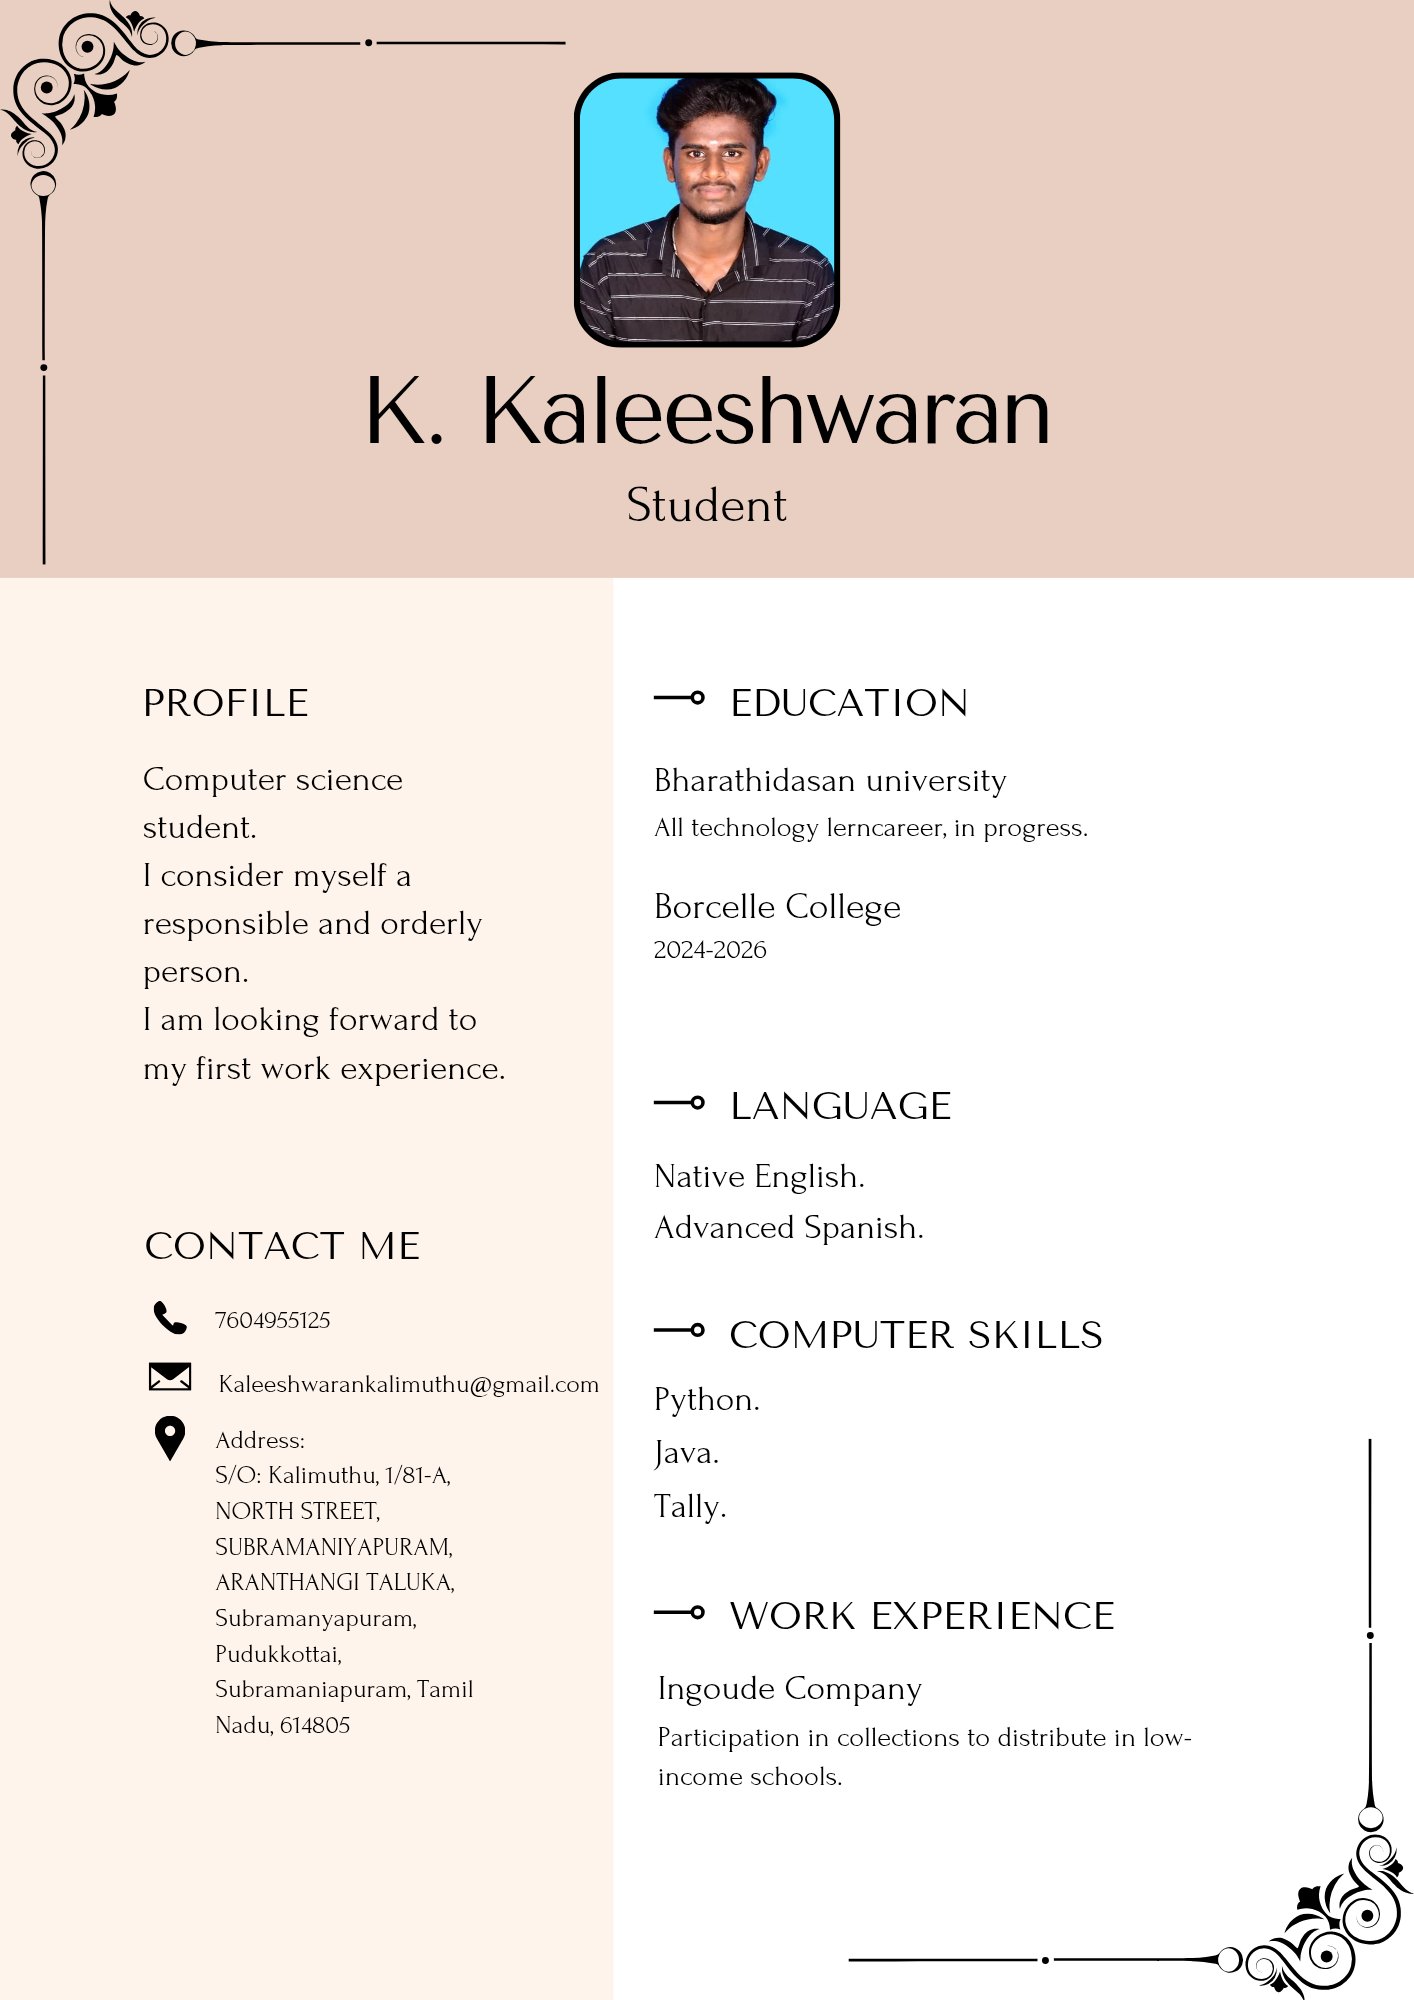 K. Kaleeshwaran
Student
PROFILE
Computer science
student.
I consider myself a
responsible and orderly
person.
I am looking forward to
my first work experience.
CONTACT ME
7604955125
Kaleeshwarankalimuthu@gmail.com
Address:
S/O: Kalimuthu, 1/81-A,
NORTH STREET,
SUBRAMANIYAPURAM,
ARANTHANGI TALUKA,
Subramanyapuram,
Pudukkottai,
Subramaniapuram, Tamil
Nadu, 614805
EDUCATION
Bharathidasan university
All technology lerncareer, in progress.
Borcelle College
2024-2026
LANGUAGE
Native English.
Advanced Spanish.
COMPUTER SKILLS
Python.
Java.
Tally.
WORK EXPERIENCE
Ingoude Company
Participation in collections to distribute in low-
income schools.